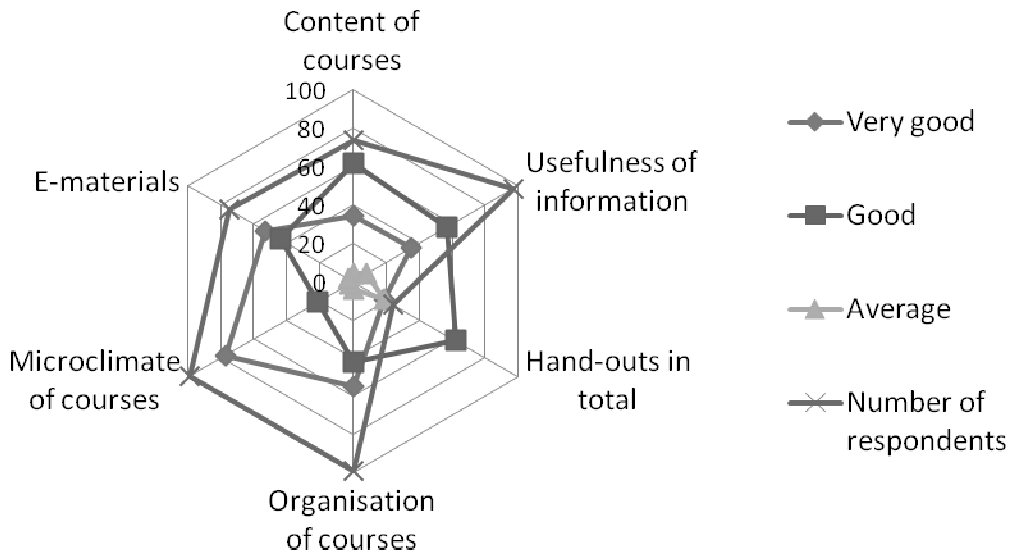 Content of
courses
100
80
60
40
20
0
Usefulness of
information
Hand-outs in
total
Organisation
of courses
Microclimate
of courses
E-materials
Very good
Good
Average
Number of
respondents